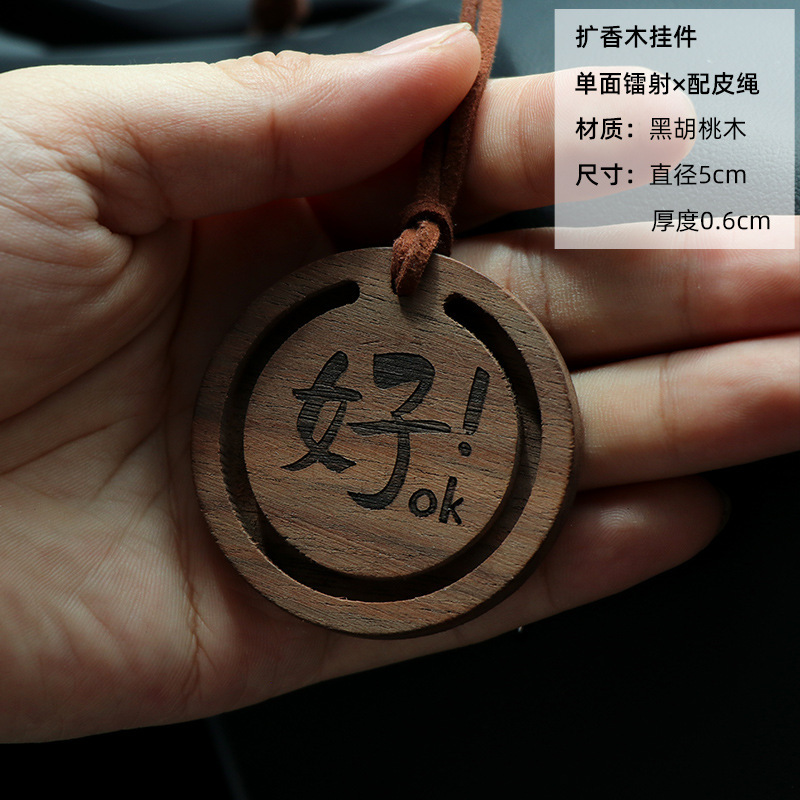 扩香木挂件
单面镭射×配皮绳
材质：黑胡桃木
尺寸：直径5cm
厚度0.6cm
好!
ok